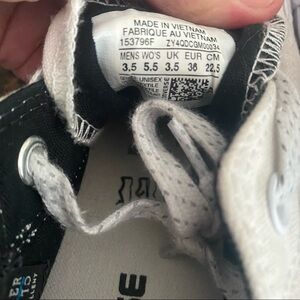 MADE IN VIETNAM
FABRIQUE AU VIETNAM
153796F ZY4QDCGM00034
MENS WO'S UK EUR CM
3.5 5.5 3.5 36 22.5
UNISEX